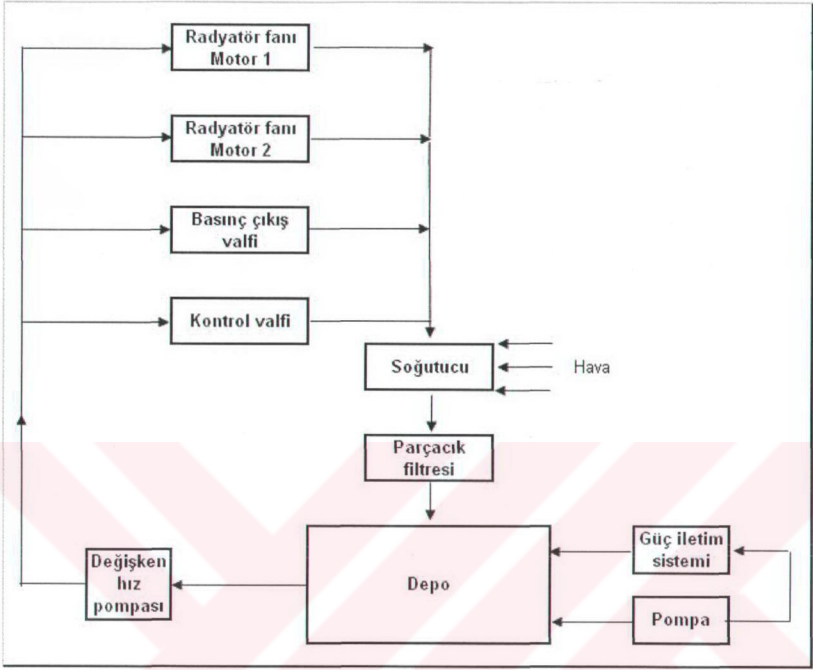 Radyatör fanı
Motor 1
Radyatör fanı
Motor 2
Basınç çıkış
valfi
Kontrol valfi
Soğutucu
Hava
Parçacık
filtresi
Değişken
hız
pompası
Depo
Güç iletim
sistemi
Pompa